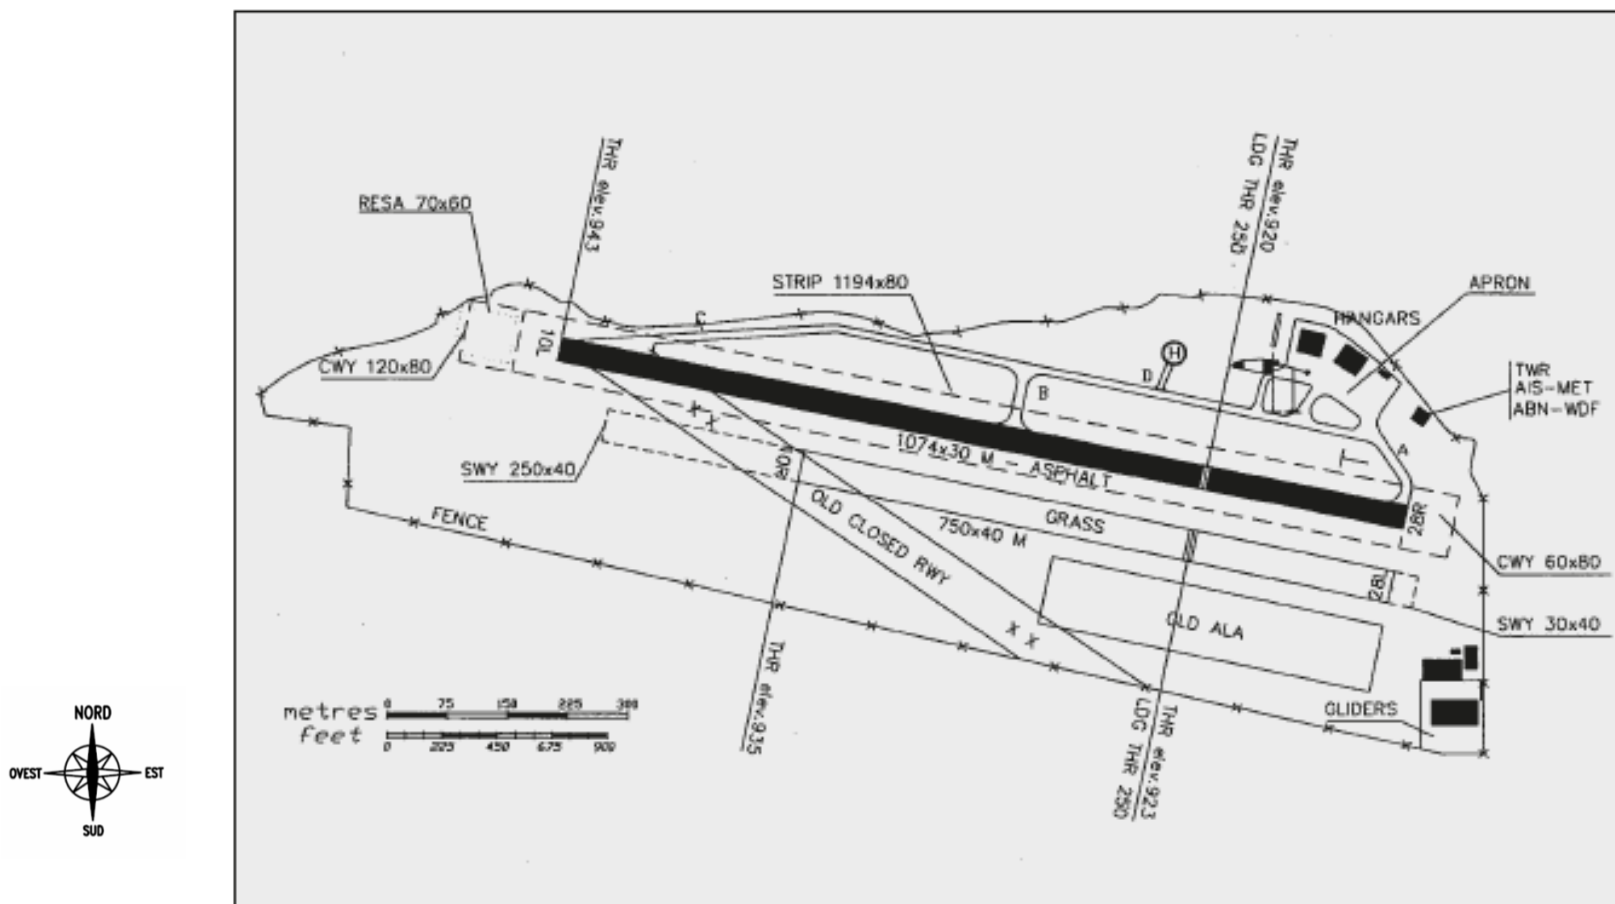 THR elev.943
THR elev.920
LDG THR 250
RESA 70x60
STRIP 1194x80
APRON
HANGARS
C
10L
H
D
CWY 120x80
TWR
AIS-MET
ABN-WDF
B
X X
1074x30 M - ASPHALT
A
SWY 250x40
10R
OLD CLOSED RWY
28R
FENCE
GRASS
750x40 M
CWY 60x80
28L
OLD ALA
SWY 30x40
X X
THR elev.935
THR elev.923
LDG THR 250
GLIDERS
metres 0 75 150 225 300
feet
0 225 450 675 900
NORD
OVEST EST
SUD